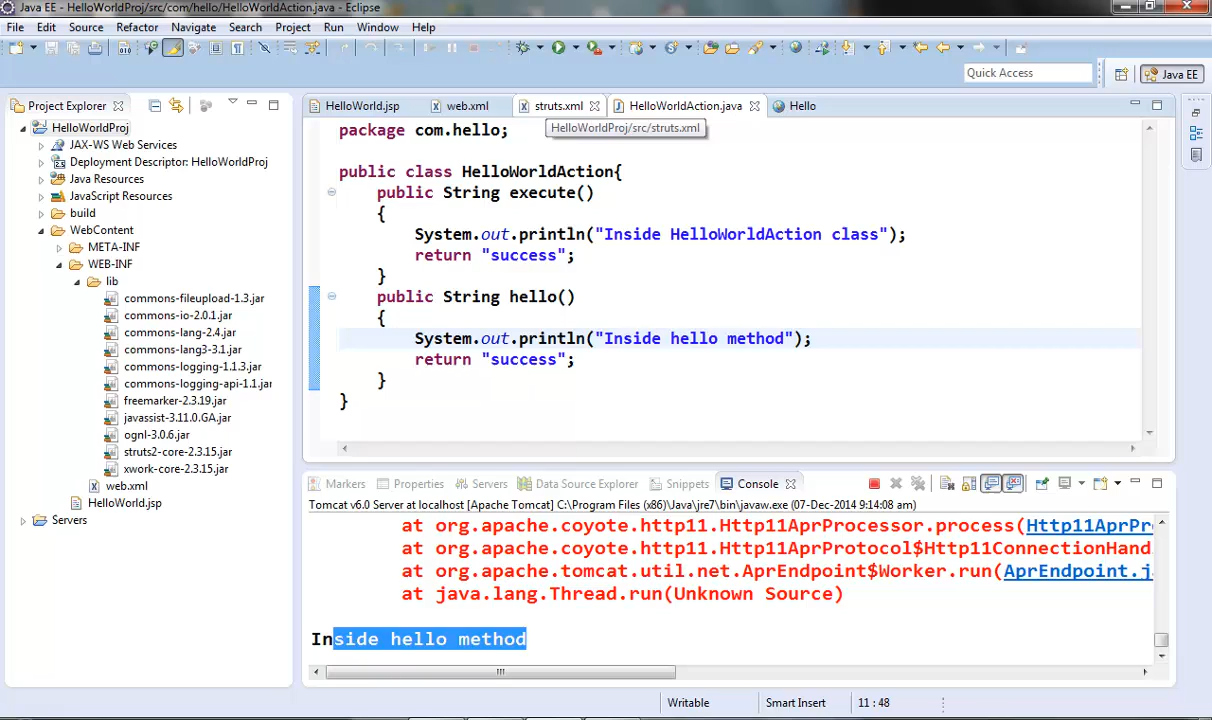 Java EE - HelloWorldProj/src/com/hello/HelloWorldAction.java - Eclipse
File Edit Source Refactor Navigate Search Project Run Window Help
Quick Access
Java EE
Project Explorer
HelloWorldProj
JAX-WS Web Services
Deployment Descriptor: HelloWorldProj
Java Resources
JavaScript Resources
build
WebContent
META-INF
WEB-INF
lib
commons-fileupload-1.3.jar
commons-io-2.0.1.jar
commons-lang-2.4.jar
commons-lang3-3.1.jar
commons-logging-1.1.3.jar
commons-logging-api-1.1.jar
freemarker-2.3.19.jar
javassist-3.11.0.GA.jar
ognl-3.0.6.jar
struts2-core-2.3.15.jar
xwork-core-2.3.15.jar
web.xml
HelloWorld.jsp
Servers
HelloWorld.jsp web.xml struts.xml HelloWorldAction.java Hello
HelloWorldProj/src/struts.xml
package com.hello;
public class HelloWorldAction{
public String execute()
{
System.out.println("Inside HelloWorldAction class");
return "success";
}
public String hello()
{
System.out.println("Inside hello method");
return "success";
}
}
Markers Properties Servers Data Source Explorer Snippets Console
Tomcat v6.0 Server at localhost [Apache Tomcat] C:\Program Files (x86)\Java\jre7\bin\javaw.exe (07-Dec-2014 9:14:08 am)
at org.apache.coyote.http11.Http11AprProcessor.process(Http11AprPr
at org.apache.coyote.http11.Http11AprProtocol$Http11ConnectionHand
at org.apache.tomcat.util.net.AprEndpoint$Worker.run(AprEndpoint.j
at java.lang.Thread.run(Unknown Source)
Inside hello method
Writable Smart Insert 11 : 48